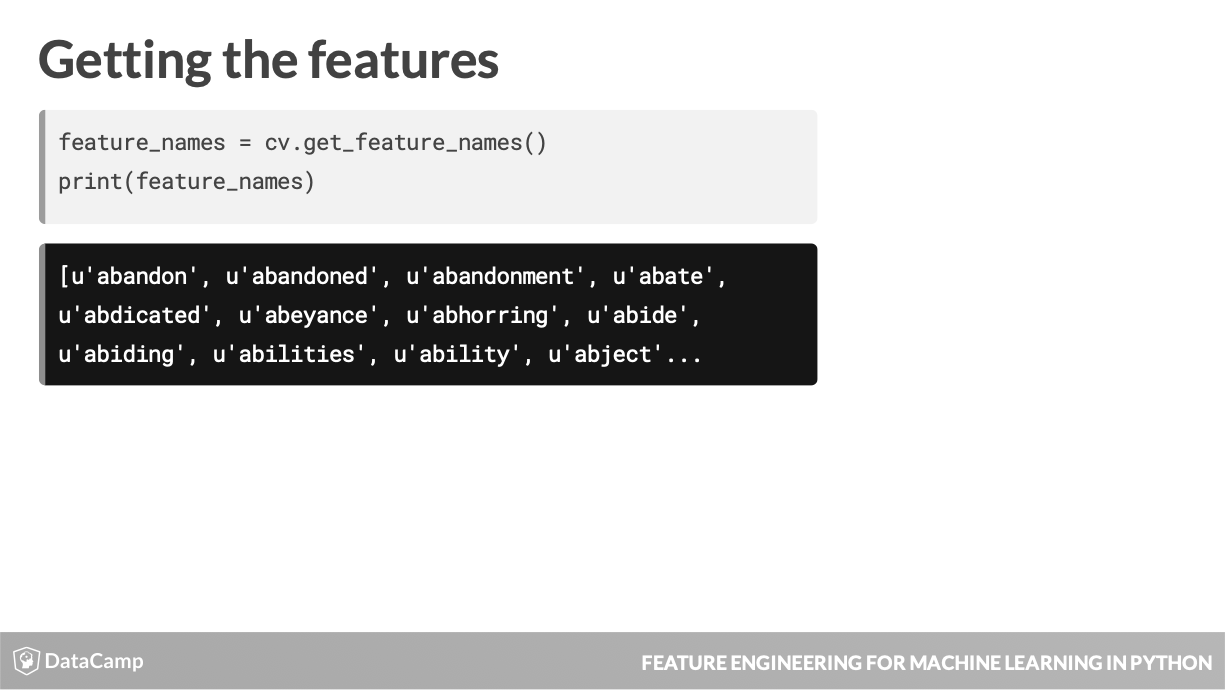 Getting the features
feature_names = cv.get_feature_names()
print(feature_names)
[u'abandon', u'abandoned', u'abandonment', u'abate',
u'abdicated', u'abeyance', u'abhorring', u'abide',
u'abiding', u'abilities', u'ability', u'abject'...
DataCamp
FEATURE ENGINEERING FOR MACHINE LEARNING IN PYTHON